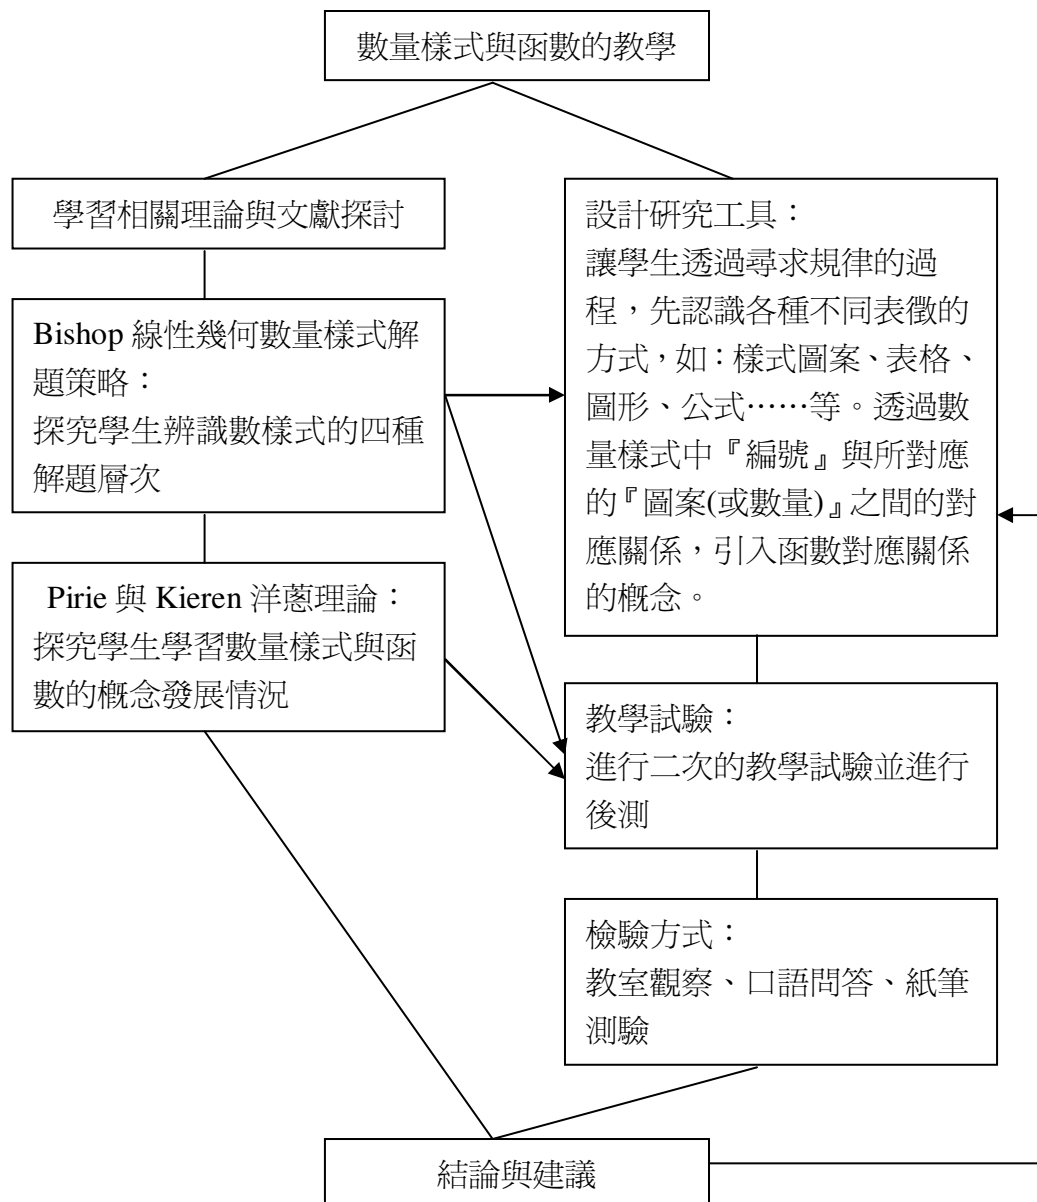 數量樣式與函數的教學
學習相關理論與文獻探討
Bishop 線性幾何數量樣式解
題策略：
探究學生辨識數樣式的四種
解題層次
Pirie 與 Kieren 洋蔥理論：
探究學生學習數量樣式與函
數的概念發展情況
設計研究工具：
讓學生透過尋求規律的過
程，先認識各種不同表徵的
方式，如：樣式圖案、表格、
圖形、公式……等。透過數
量樣式中『編號』與所對應
的『圖案(或數量)』之間的對
應關係，引入函數對應關係
的概念。
教學試驗：
進行二次的教學試驗並進行
後測
檢驗方式：
教室觀察、口語問答、紙筆
測驗
結論與建議